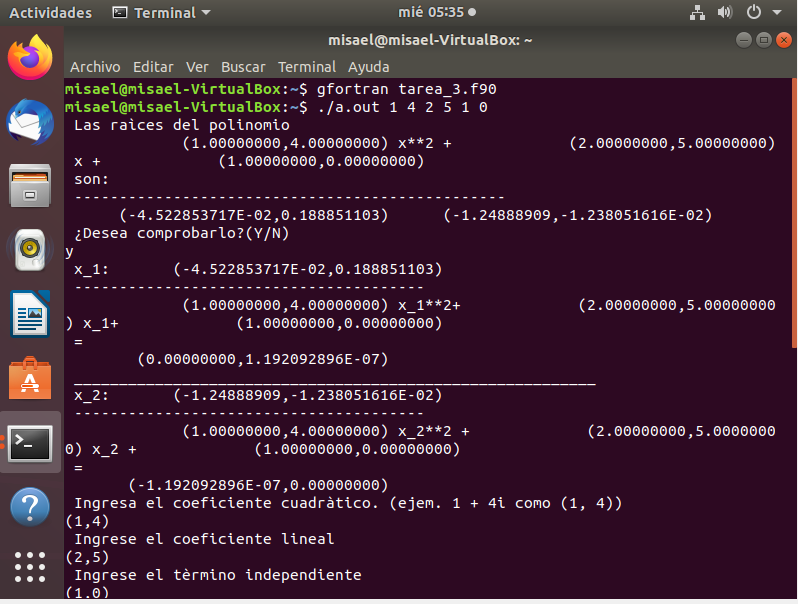 Actividades Terminal mié 05:35
misael@misael-VirtualBox: ~
Archivo Editar Ver Buscar Terminal Ayuda
misael@misael-VirtualBox:~$ gfortran tarea_3.f90
misael@misael-VirtualBox:~$ ./a.out 1 4 2 5 1 0
Las raices del polinomio
(1.00000000,4.00000000) x**2 + (2.00000000,5.00000000)
x + (1.00000000,0.00000000)
son:
------------------------------------------------
(-4.522853717E-02,0.188851103) (-1.24888909,-1.238051616E-02)
¿Desea comprobarlo?(Y/N)
y
x_1: (-4.522853717E-02,0.188851103)
---------------------------------------
(1.00000000,4.00000000) x_1**2+ (2.00000000,5.00000000
) x_1+ (1.00000000,0.00000000)
=
(0.00000000,1.192092896E-07)
__________________________________________________________
x_2: (-1.24888909,-1.238051616E-02)
---------------------------------------
(1.00000000,4.00000000) x_2**2 + (2.00000000,5.0000000
0) x_2 + (1.00000000,0.00000000)
=
(-1.192092896E-07,0.00000000)
Ingresa el coeficiente cuadràtico. (ejem. 1 + 4i como (1, 4))
(1,4)
Ingrese el coeficiente lineal
(2,5)
Ingrese el tèrmino independiente
(1,0)